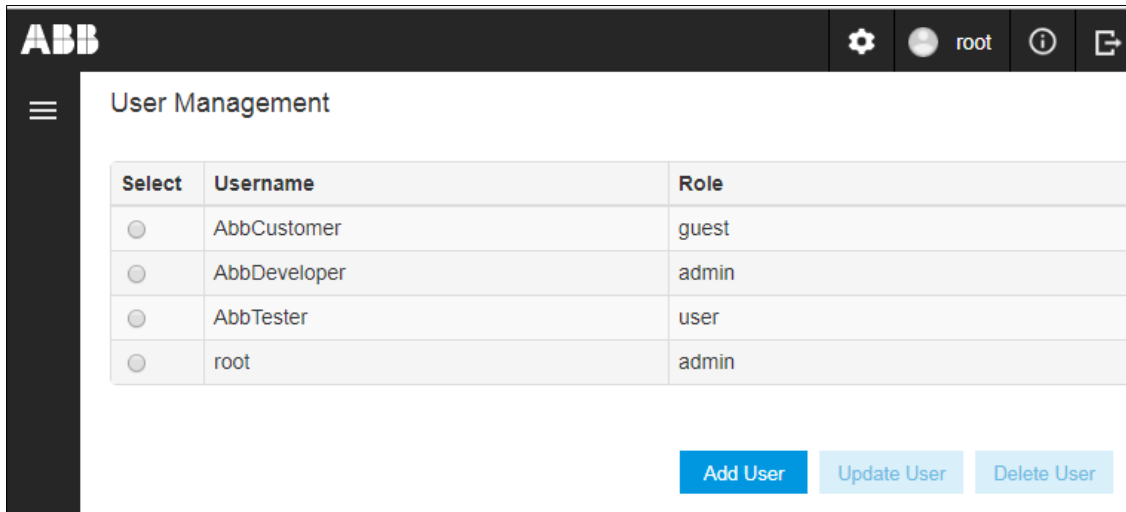 ABB root
User Management
Select Username Role
AbbCustomer guest
AbbDeveloper admin
AbbTester user
root admin
Add User Update User Delete User